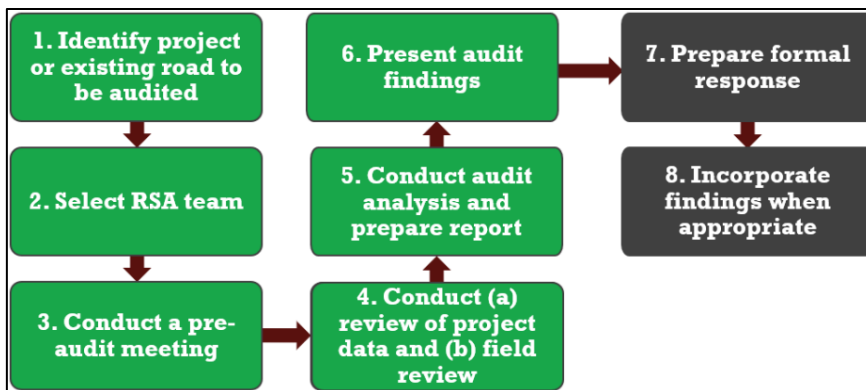 1. Identify project
or existing road to
be audited
2. Select RSA team
3. Conduct a pre-
audit meeting
4. Conduct (a)
review of project
data and (b) field
review
5. Conduct audit
analysis and
prepare report
6. Present audit
findings
7. Prepare formal
response
8. Incorporate
findings when
appropriate